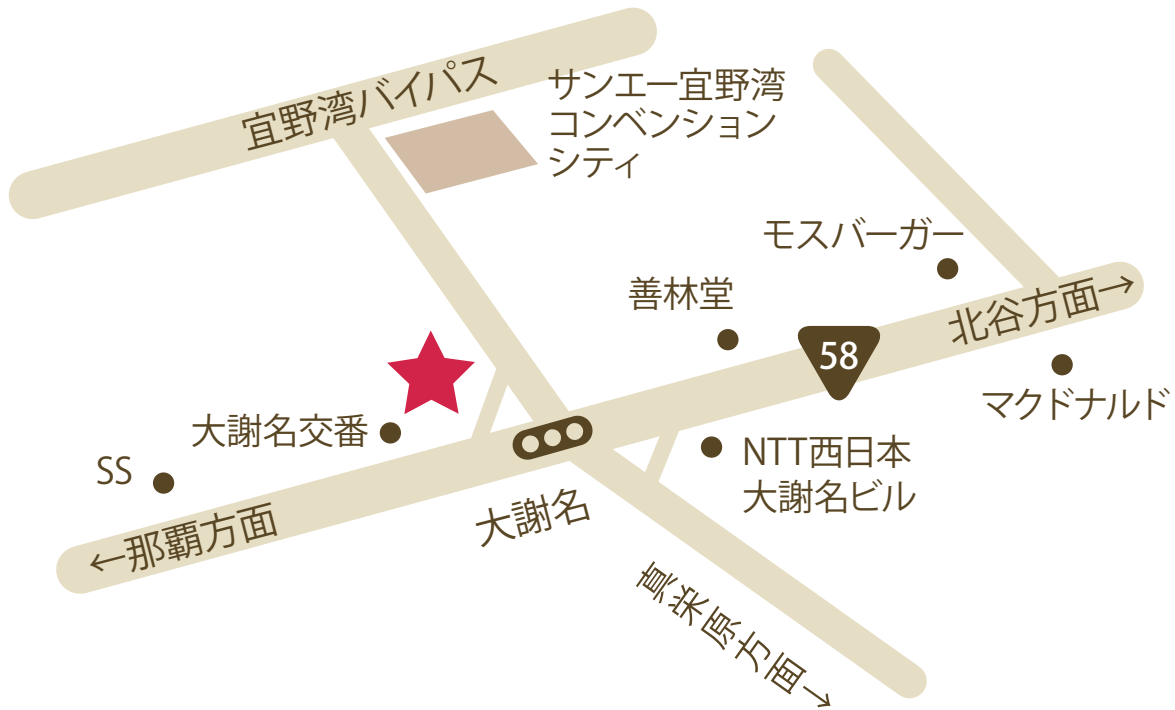 宜野湾バイパス
サンエー宜野湾
コンベンション
シティ
モスバーガー
善林堂
北谷方面→
58
マクドナルド
大謝名交番
SS
NTT西日本
大謝名ビル
大謝名
←那覇方面
真栄原方面→